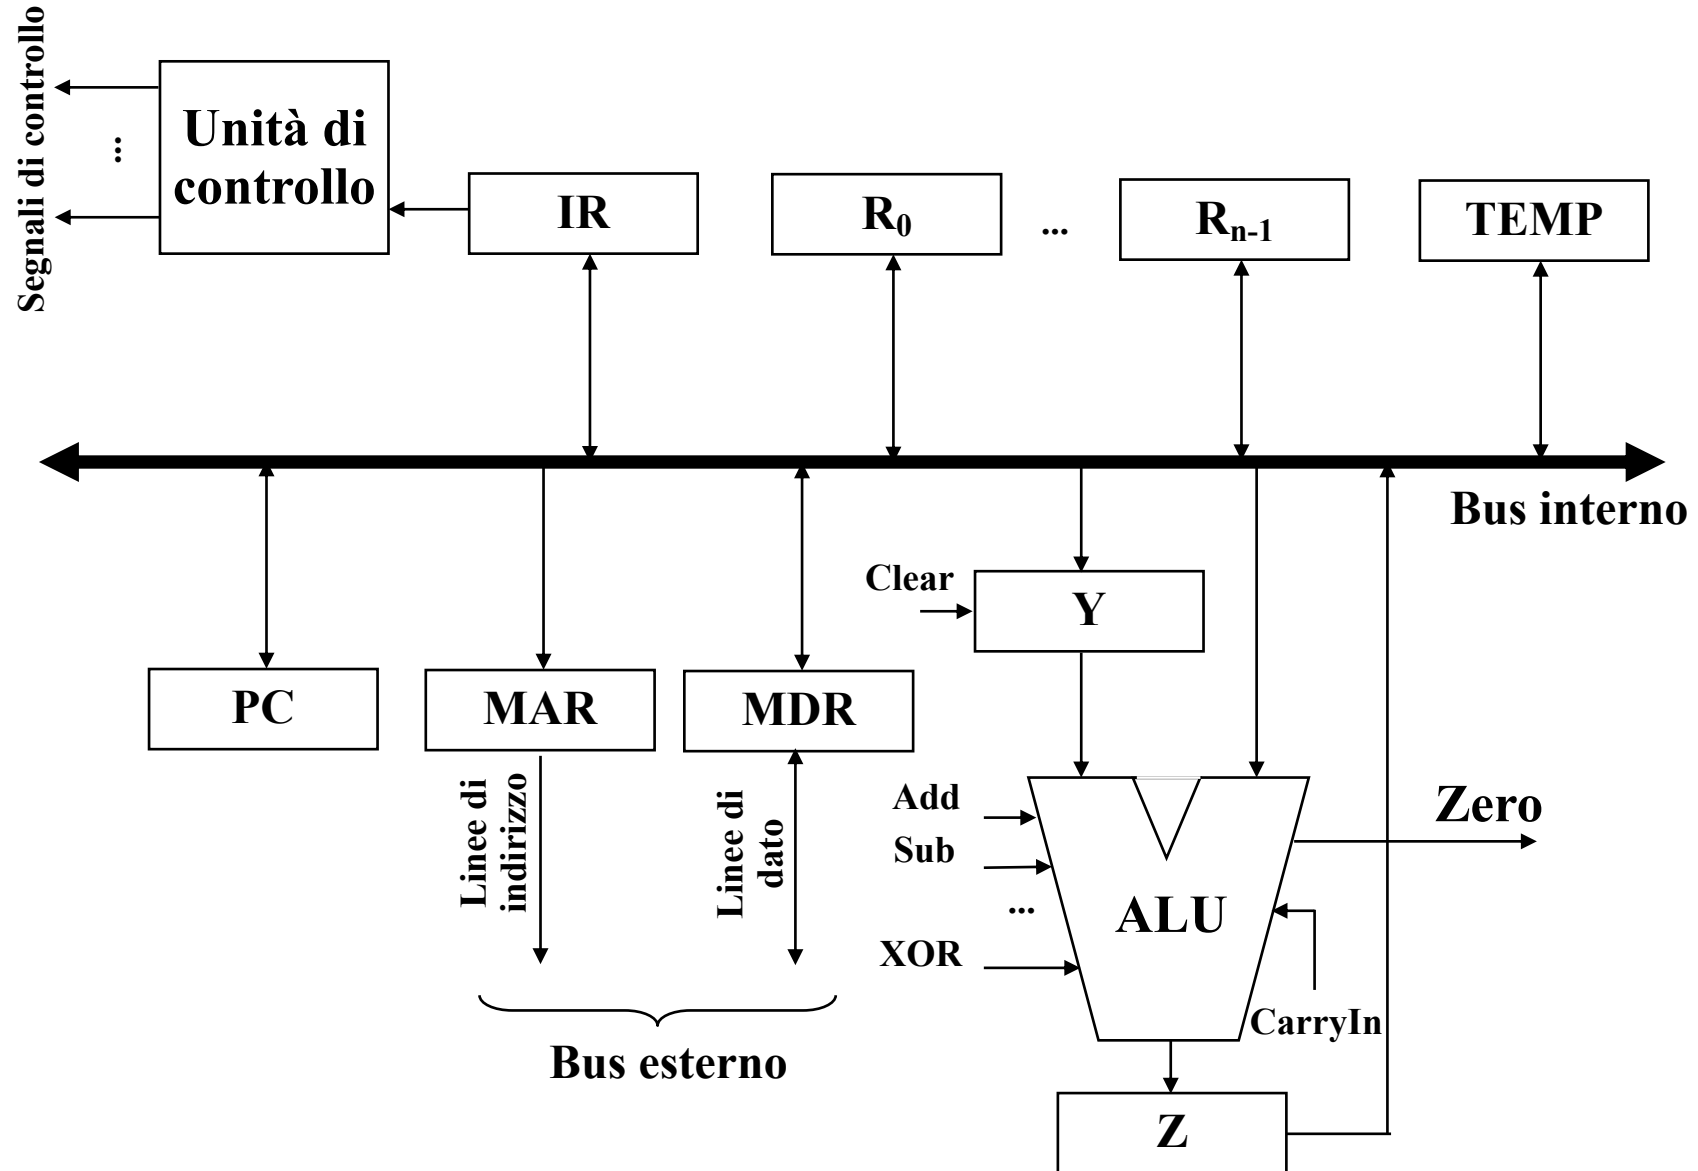 Segnali di controllo
...
Unità di
controllo
IR
R0
...
Rn-1
TEMP
Bus interno
Clear
Y
PC
MAR
MDR
Linee di
indirizzo
Linee di
dato
Add
Sub
...
XOR
ALU
Zero
CarryIn
Bus esterno
Z